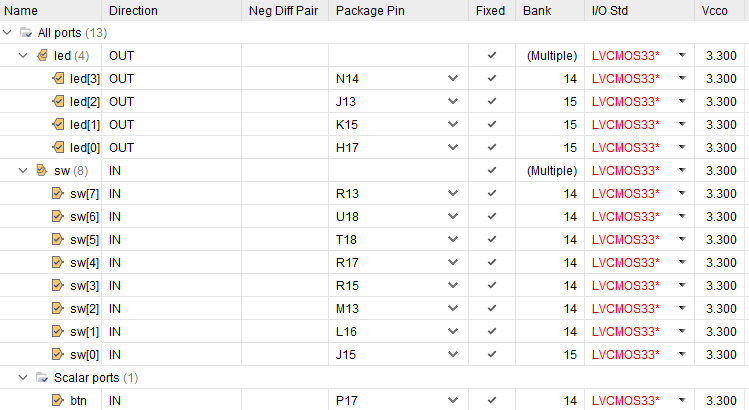 Name Direction Neg Diff Pair Package Pin Fixed Bank I/O Std Vcco
All ports (13)
led (4) OUT (Multiple) LVCMOS33* 3.300
led[3] OUT N14 14 LVCMOS33* 3.300
led[2] OUT J13 15 LVCMOS33* 3.300
led[1] OUT K15 15 LVCMOS33* 3.300
led[0] OUT H17 15 LVCMOS33* 3.300
sw (8) IN (Multiple) LVCMOS33* 3.300
sw[7] IN R13 14 LVCMOS33* 3.300
sw[6] IN U18 14 LVCMOS33* 3.300
sw[5] IN T18 14 LVCMOS33* 3.300
sw[4] IN R17 14 LVCMOS33* 3.300
sw[3] IN R15 14 LVCMOS33* 3.300
sw[2] IN M13 14 LVCMOS33* 3.300
sw[1] IN L16 14 LVCMOS33* 3.300
sw[0] IN J15 15 LVCMOS33* 3.300
Scalar ports (1)
btn IN P17 14 LVCMOS33* 3.300